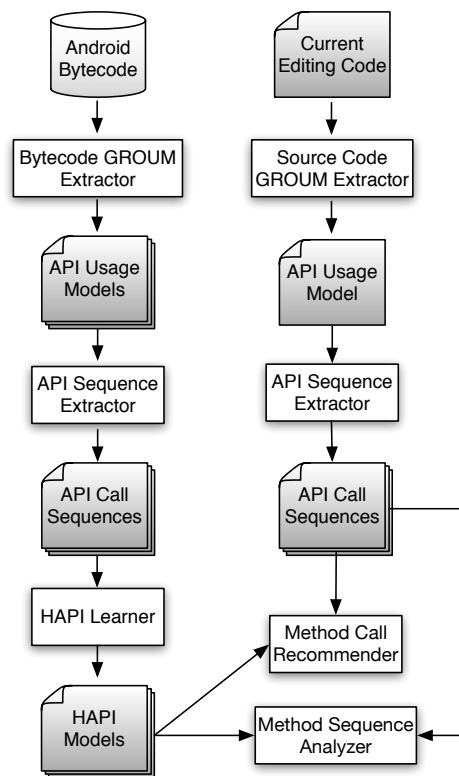 Android
Bytecode
Current
Editing Code
Bytecode GROUM
Extractor
Source Code
GROUM Extractor
API Usage
Models
API Usage
Model
API Sequence
Extractor
API Sequence
Extractor
API Call
Sequences
API Call
Sequences
HAPI Learner
Method Call
Recommender
HAPI
Models
Method Sequence
Analyzer